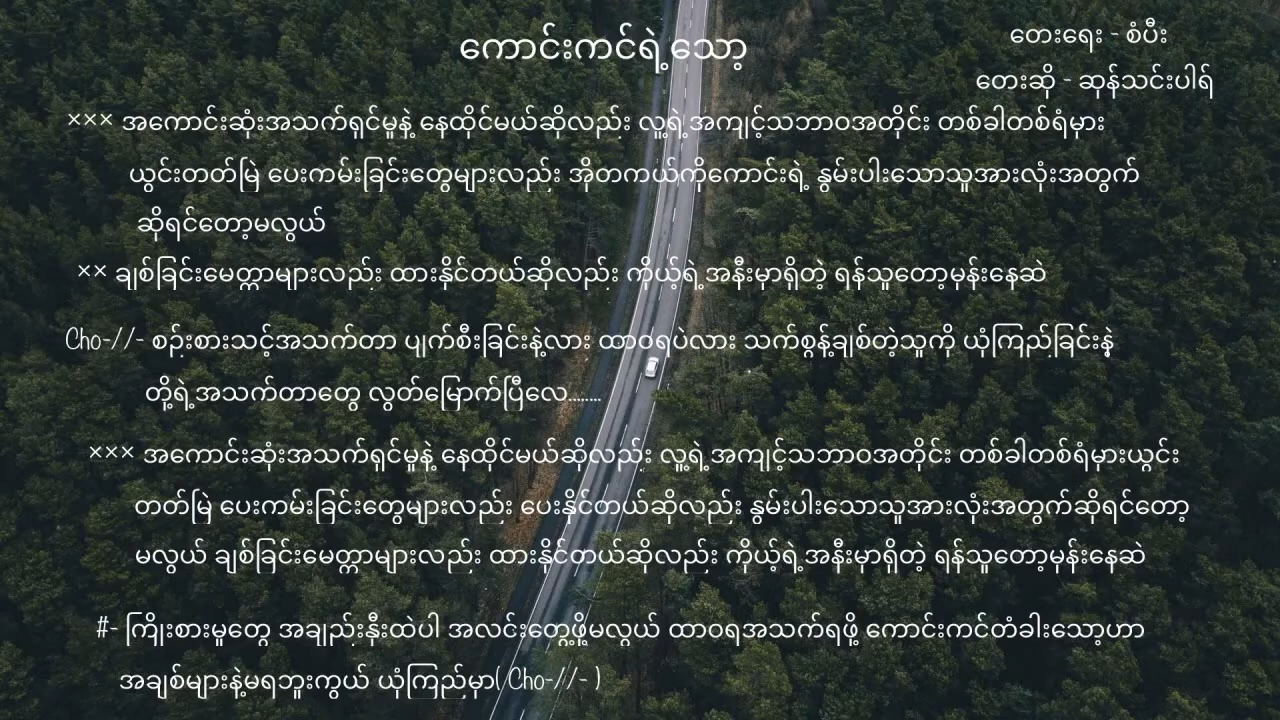 ကောင်းကင်ရဲ့သော့
တေးရေး - စံပီး
တေးဆို - ဆုန်သင်းပါရ်
××× အကောင်းဆုံးအသက်ရှင်မှုနဲ့ နေထိုင်မယ်ဆိုလည်း လူ့ရဲ့အကျင့်သဘာဝအတိုင်း တစ်ခါတစ်ရံမှား
ယွင်းတတ်မြဲ ပေးကမ်းခြင်းတွေများလည်း အိုတကယ်ကိုကောင်းရဲ့ နွမ်းပါးသောသူအားလုံးအတွက်
ဆိုရင်တော့မလွယ်
×× ချစ်ခြင်းမေတ္တာများလည်း ထားနိုင်တယ်ဆိုလည်း ကိုယ့်ရဲ့အနီးမှာရှိတဲ့ ရန်သူတော့မုန်းနေဆဲ
Cho-//- စဉ်းစားသင့်အသက်တာ ပျက်စီးခြင်းနဲ့လား ထာဝရပဲလား သက်စွန့်ချစ်တဲ့သူကို ယုံကြည်ခြင်းနဲ့
တို့ရဲ့အသက်တာတွေ လွတ်မြောက်ပြီလေ........
××× အကောင်းဆုံးအသက်ရှင်မှုနဲ့ နေထိုင်မယ်ဆိုလည်း လူ့ရဲ့အကျင့်သဘာဝအတိုင်း တစ်ခါတစ်ရံမှားယွင်း
တတ်မြဲ ပေးကမ်းခြင်းတွေများလည်း ပေးနိုင်တယ်ဆိုလည်း နွမ်းပါးသောသူအားလုံးအတွက်ဆိုရင်တော့
မလွယ် ချစ်ခြင်းမေတ္တာများလည်း ထားနိုင်တယ်ဆိုလည်း ကိုယ့်ရဲ့အနီးမှာရှိတဲ့ ရန်သူတော့မုန်းနေဆဲ
#- ကြိုးစားမှုတွေ အချည်းနှီးထဲပါ အလင်းတွေ့ဖို့မလွယ် ထာဝရအသက်ရဖို့ ကောင်းကင်တံခါးသော့ဟာ
အချစ်များနဲ့မရဘူးကွယ် ယုံကြည်မှာ( Cho-//- )